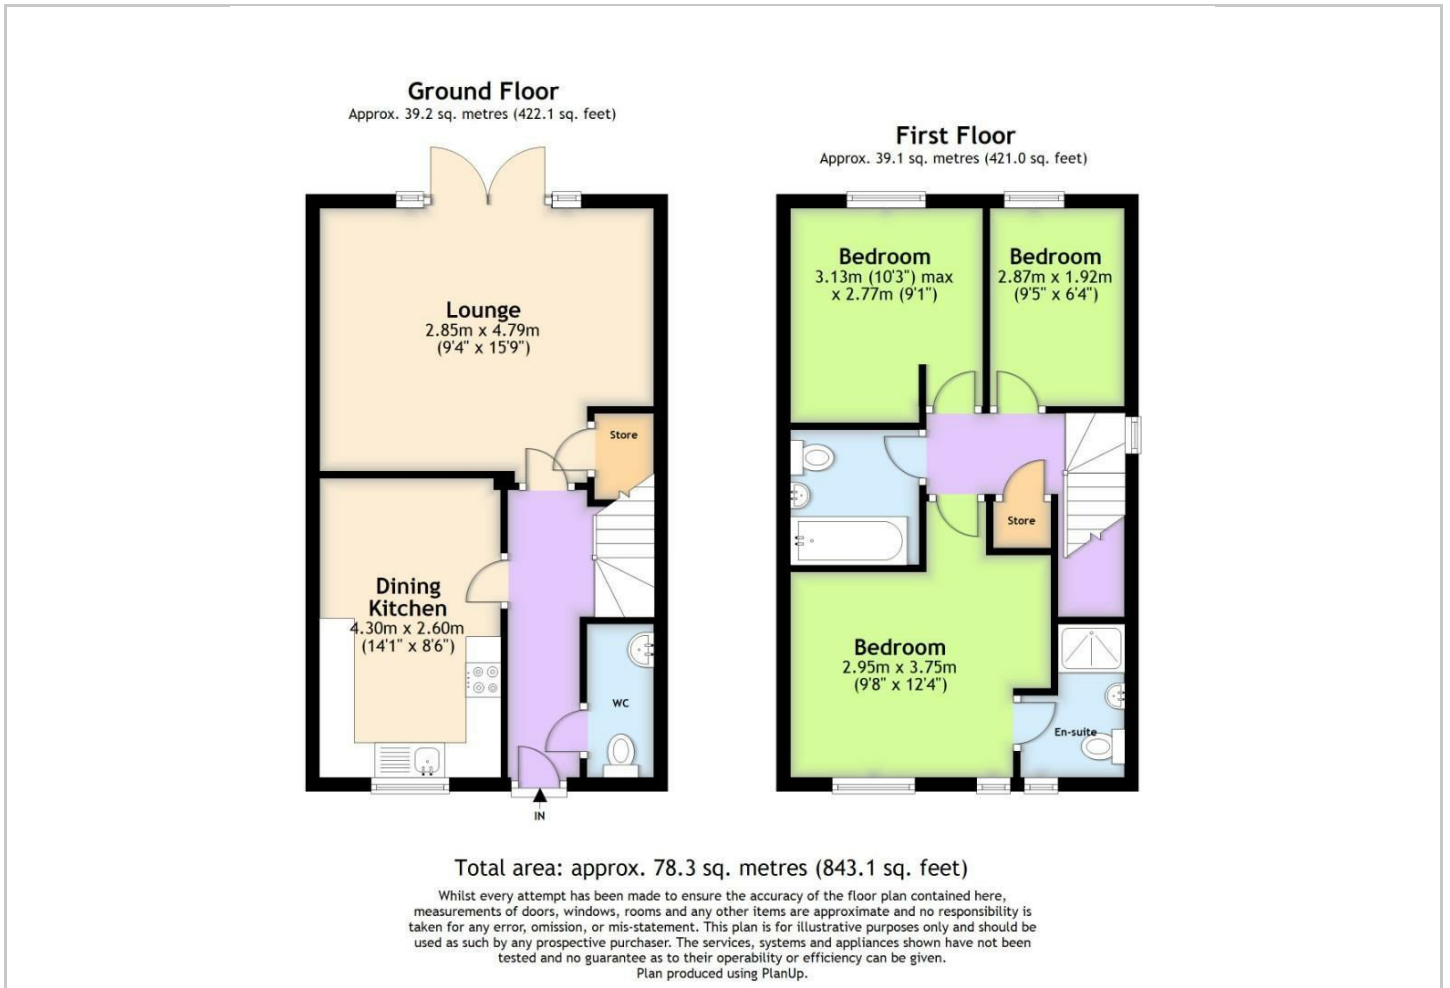 Ground Floor
Approx. 39.2 sq. metres (422.1 sq. feet)
Lounge
2.85m x 4.79m
(9'4" x 15'9")
Store
Dining
Kitchen
4.30m x 2.60m
(14'1" x 8'6")
WC
IN
First Floor
Approx. 39.1 sq. metres (421.0 sq. feet)
Bedroom
3.13m (10'3") max
x 2.77m (9'1")
Bedroom
2.87m x 1.92m
(9'5" x 6'4")
Store
Bedroom
2.95m x 3.75m
(9'8" x 12'4")
En-suite
Total area: approx. 78.3 sq. metres (843.1 sq. feet)
Whilst every attempt has been made to ensure the accuracy of the floor plan contained here,
measurements of doors, windows, rooms and any other items are approximate and no responsibility is
taken for any error, omission, or mis-statement. This plan is for illustrative purposes only and should be
used as such by any prospective purchaser. The services, systems and appliances shown have not been
tested and no guarantee as to their operability or efficiency can be given.
Plan produced using PlanUp.